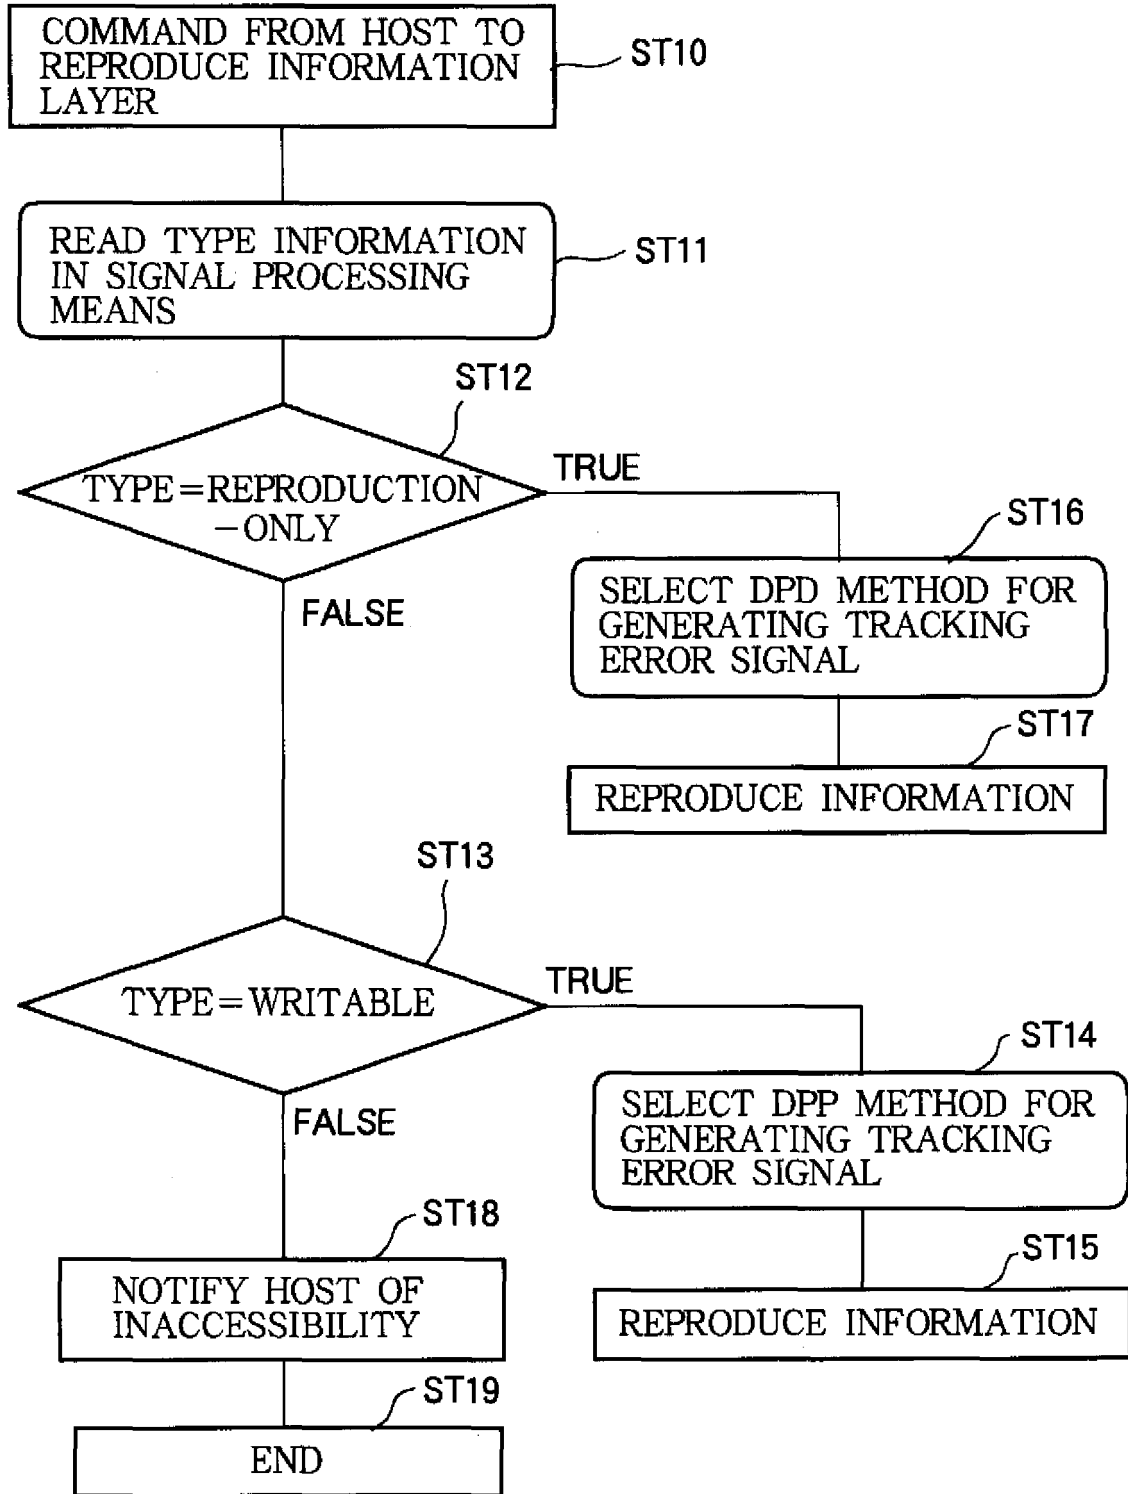 COMMAND FROM HOST TO
REPRODUCE INFORMATION
LAYER
ST10
READ TYPE INFORMATION
IN SIGNAL PROCESSING
MEANS
ST11
ST12
TYPE=REPRODUCTION
-ONLY
TRUE
FALSE
ST16
SELECT DPD METHOD FOR
GENERATING TRACKING
ERROR SIGNAL
ST17
REPRODUCE INFORMATION
ST13
TYPE=WRITABLE
TRUE
FALSE
ST14
SELECT DPP METHOD FOR
GENERATING TRACKING
ERROR SIGNAL
ST15
REPRODUCE INFORMATION
ST18
NOTIFY HOST OF
INACCESSIBILITY
ST19
END